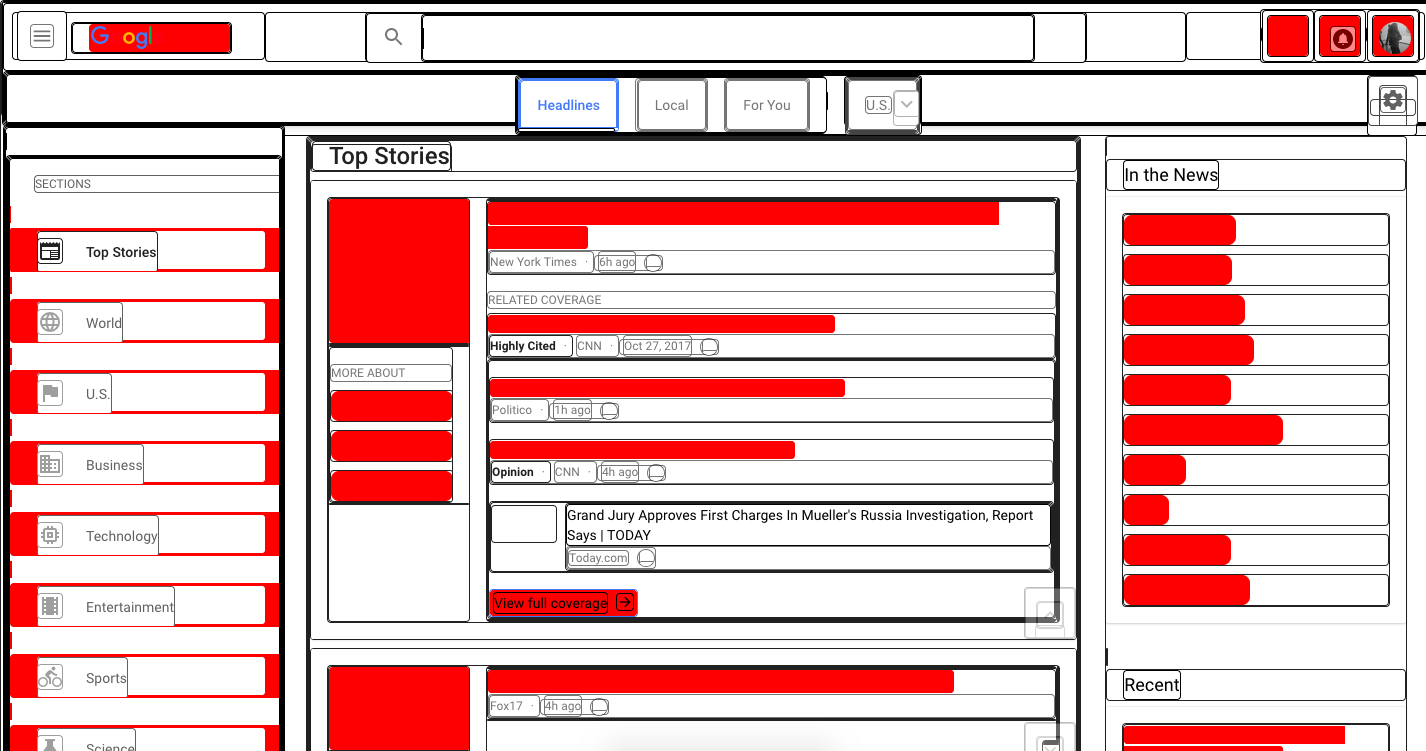 Googl
Headlines
Local
For You
U.S.
SECTIONS
Top Stories
World
U.S.
Business
Technology
Entertainment
Sports
Science
Top Stories
New York Times ·
6h ago
RELATED COVERAGE
Highly Cited ·
CNN ·
Oct 27, 2017
MORE ABOUT
Politico ·
1h ago
Opinion ·
CNN ·
4h ago
Grand Jury Approves First Charges In Mueller's Russia Investigation, Report
Says | TODAY
Today.com
View full coverage
Fox17 ·
4h ago
In the News
Recent